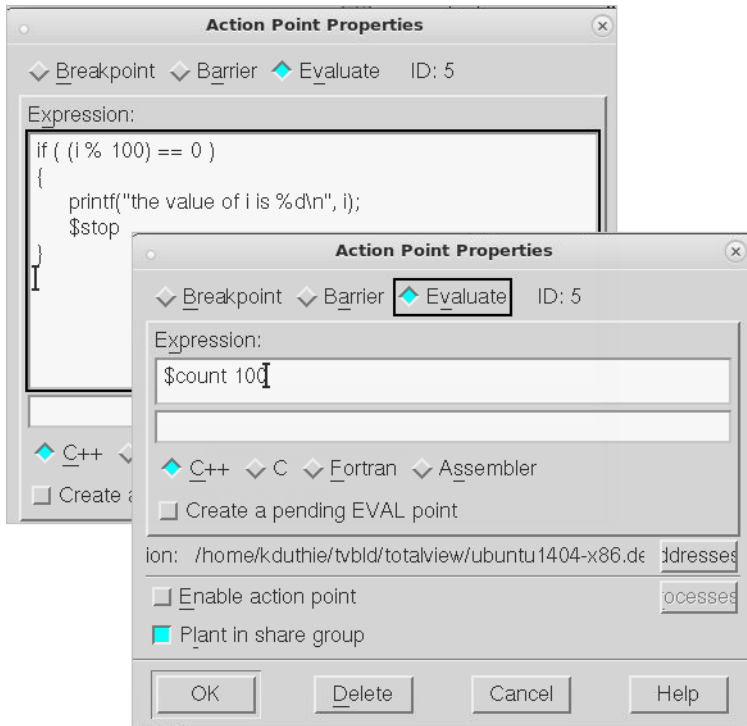 Action Point Properties
Breakpoint Barrier Evaluate ID: 5
Expression:
if ( (i % 100) == 0 )
{
printf("the value of i is %d\n", i);
$stop
}
C++
Create a
Action Point Properties
Breakpoint Barrier Evaluate ID: 5
Expression:
$count 100
C++ C Fortran Assembler
Create a pending EVAL point
ion: /home/kduthie/tvbld/totalview/ubuntu1404-x86.de ddresses
Enable action point ocesses
Plant in share group
OK Delete Cancel Help